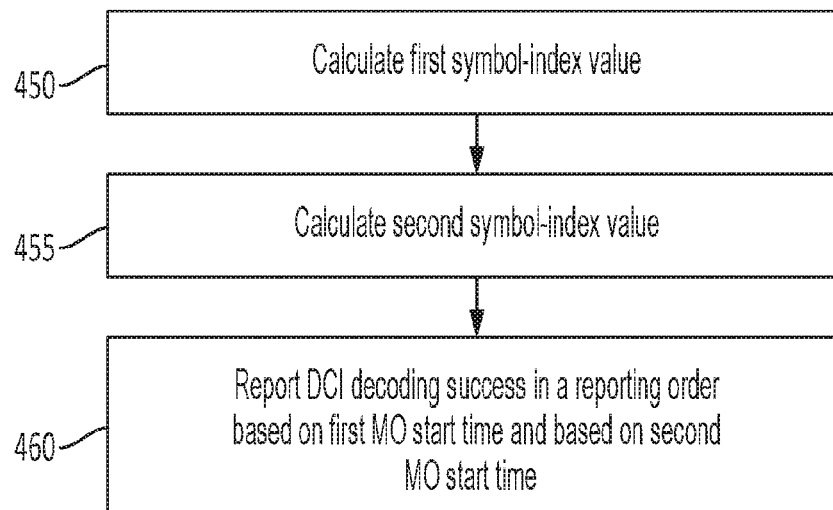 450
Calculate first symbol-index value
455
Calculate second symbol-index value
460
Report DCI decoding success in a reporting order
based on first MO start time and based on second
MO start time